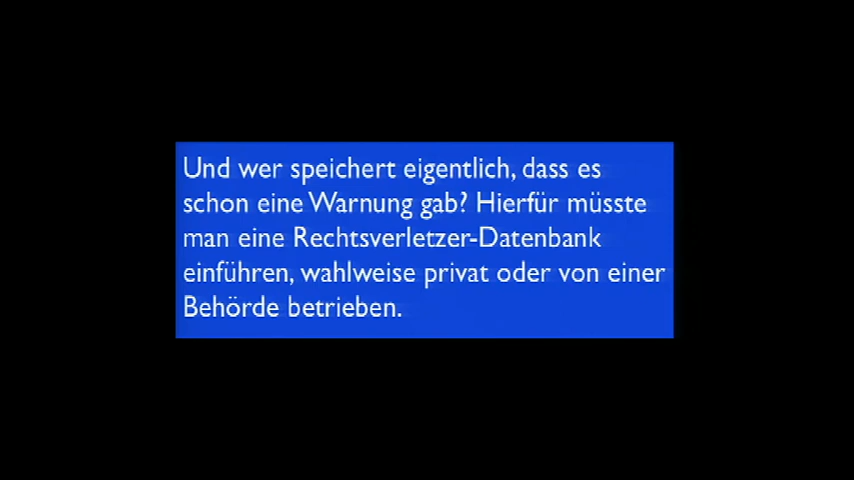 Und wer speichert eigentlich, dass es
schon eine Warnung gab? Hierfür müsste
man eine Rechtsverletzer-Datenbank
einführen, wahlweise privat oder von einer
Behörde betrieben.